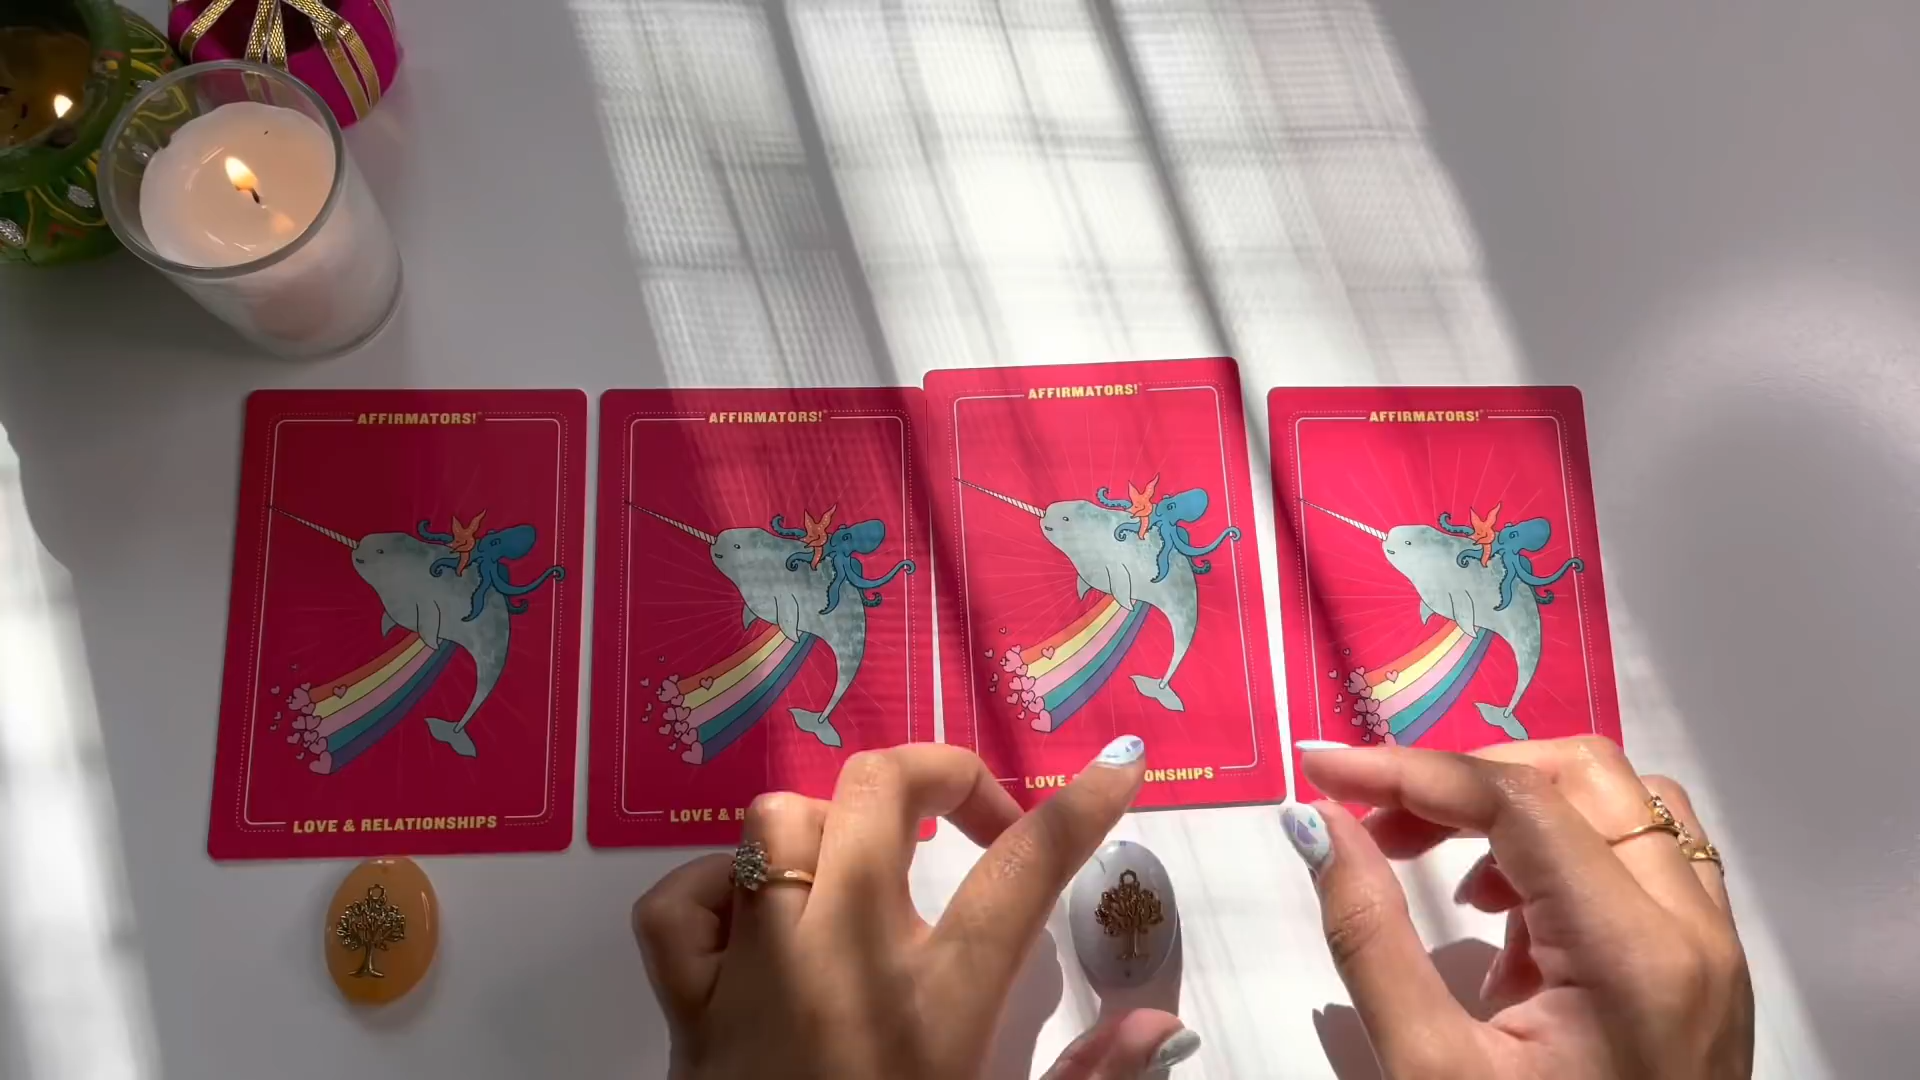 AFFIRMATORS!
LOVE & RELATIONSHIPS
AFFIRMATORS!
LOVE & R
AFFIRMATORS!
LOVE ONSHIPS
AFFIRMATORS!